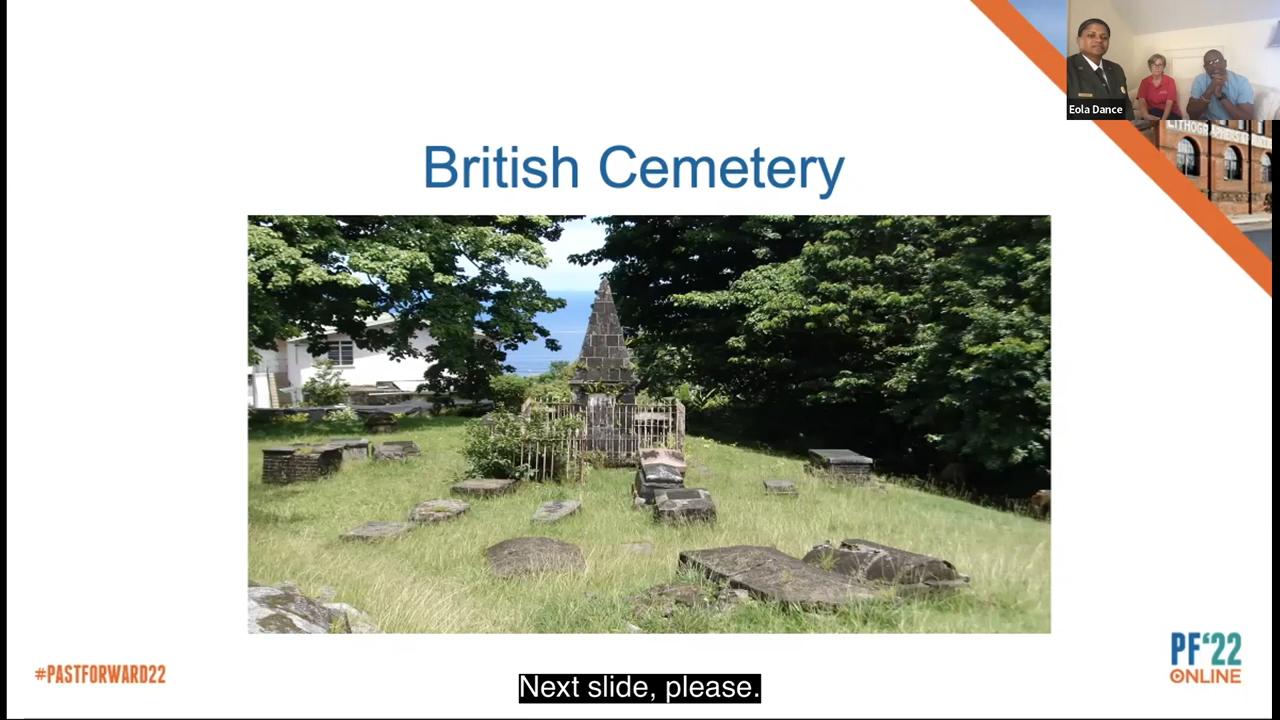 Eola Dance
LITHOGRAPHERS
British Cemetery
#PASTFORWARD22
PF'22
ONLINE
Next slide, please.